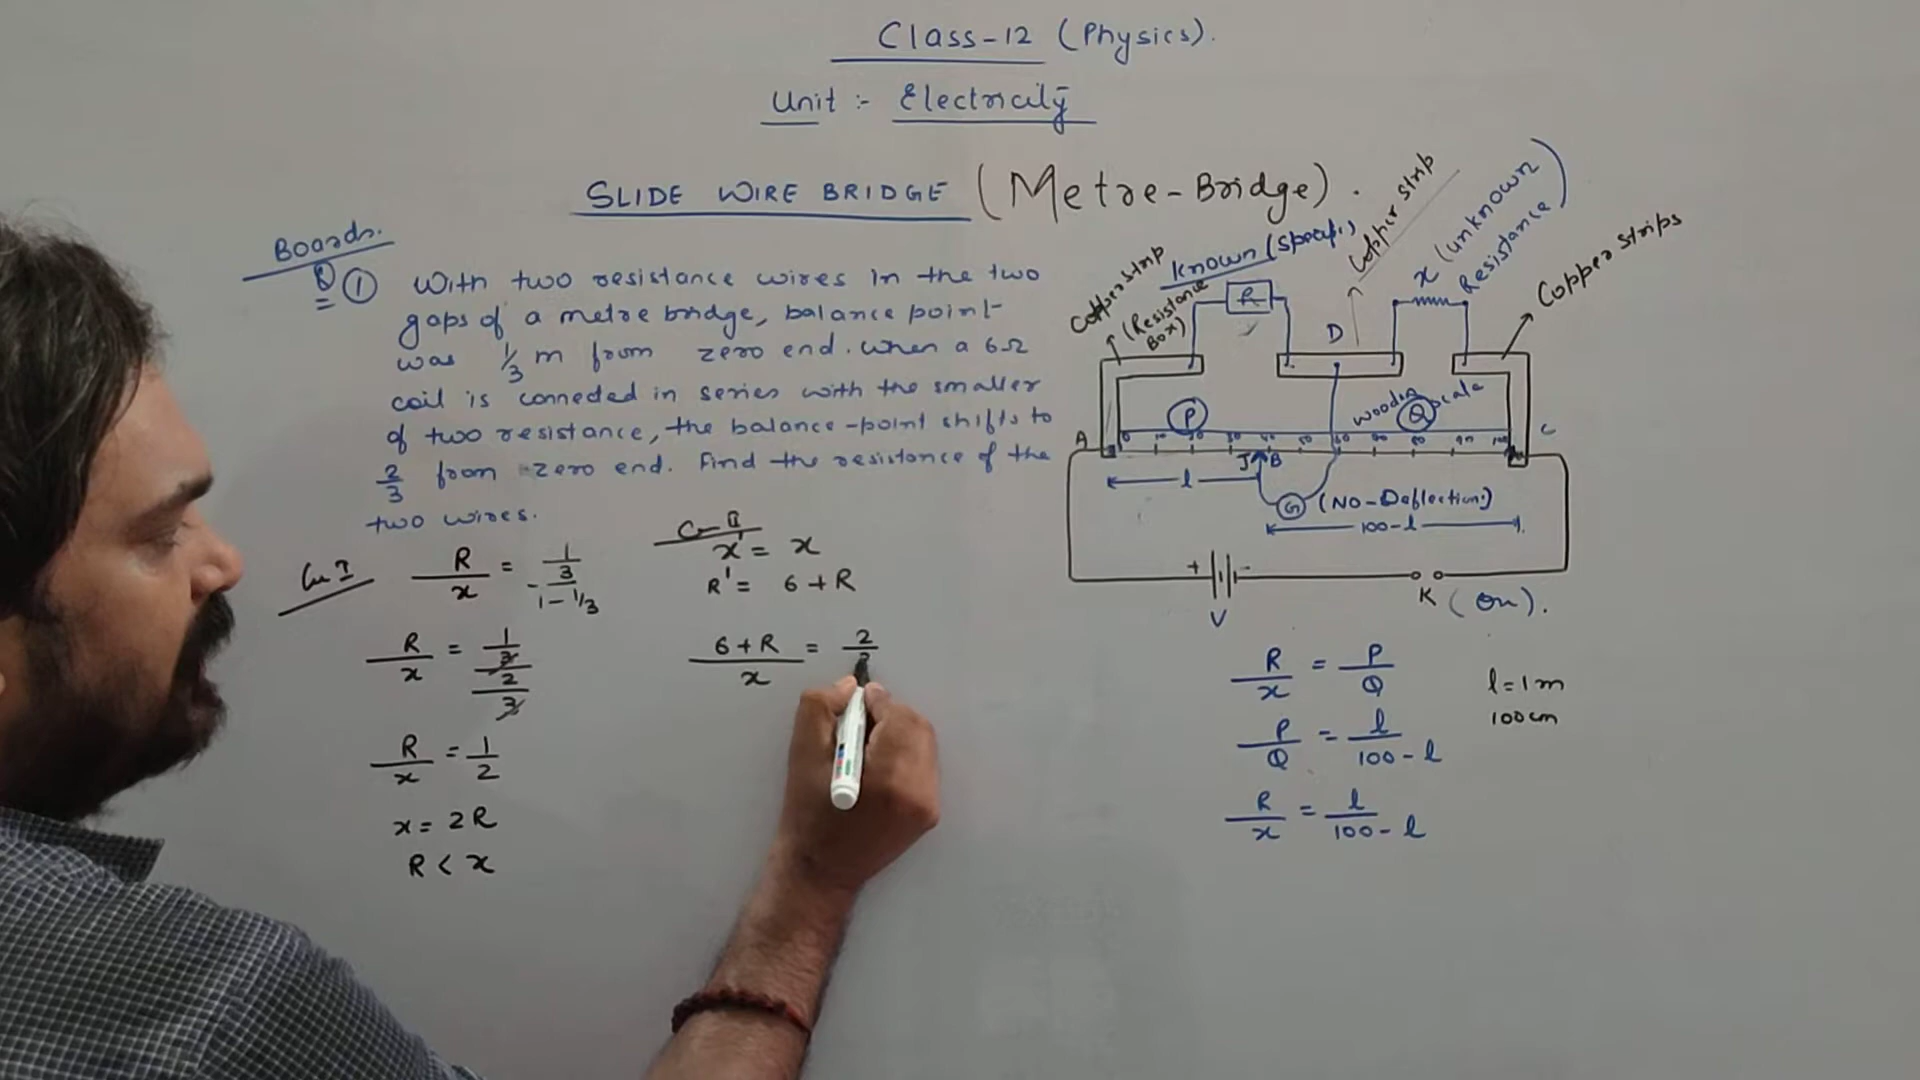 Class-12 (Physics).
Unit :- Electricity
SLIDE WIRE BRIDGE (Metre-Bridge).
Boards.
Q ① With two resistance wires in the two
gaps of a metre bridge, balance point
was 1/3 m from zero end. when a 6Ω
coil is connected in series with the smaller
of two resistance, the balance-point shifts to
2/3 from zero end. Find the resistance of the
two wires.
R/x = 1/3 / 1-1/3
R/x = 1/3 / 2/3
R/x = 1/2
x = 2R
R < x
x' = x
R' = 6+R
6+R/x = 2/
Copper strip
Known
(Resistance
Box)
R
Copper strip
x (unknown
Resistance)
Copper strips
D
P
wooden scale
Q
A
C
J B
l
G (NO-Deflection)
100-l
+ -
V
K (on).
R/x = P/Q
l = 1m
100cm
P/Q = l/100-l
R/x = l/100-l